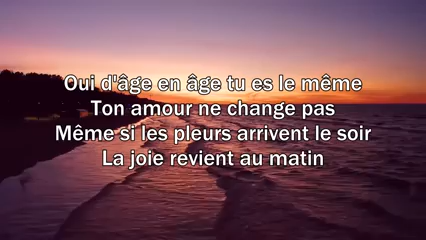 Oui d'âge en âge tu es le même
Ton amour ne change pas
Même si les pleurs arrivent le soir
La joie revient au matin